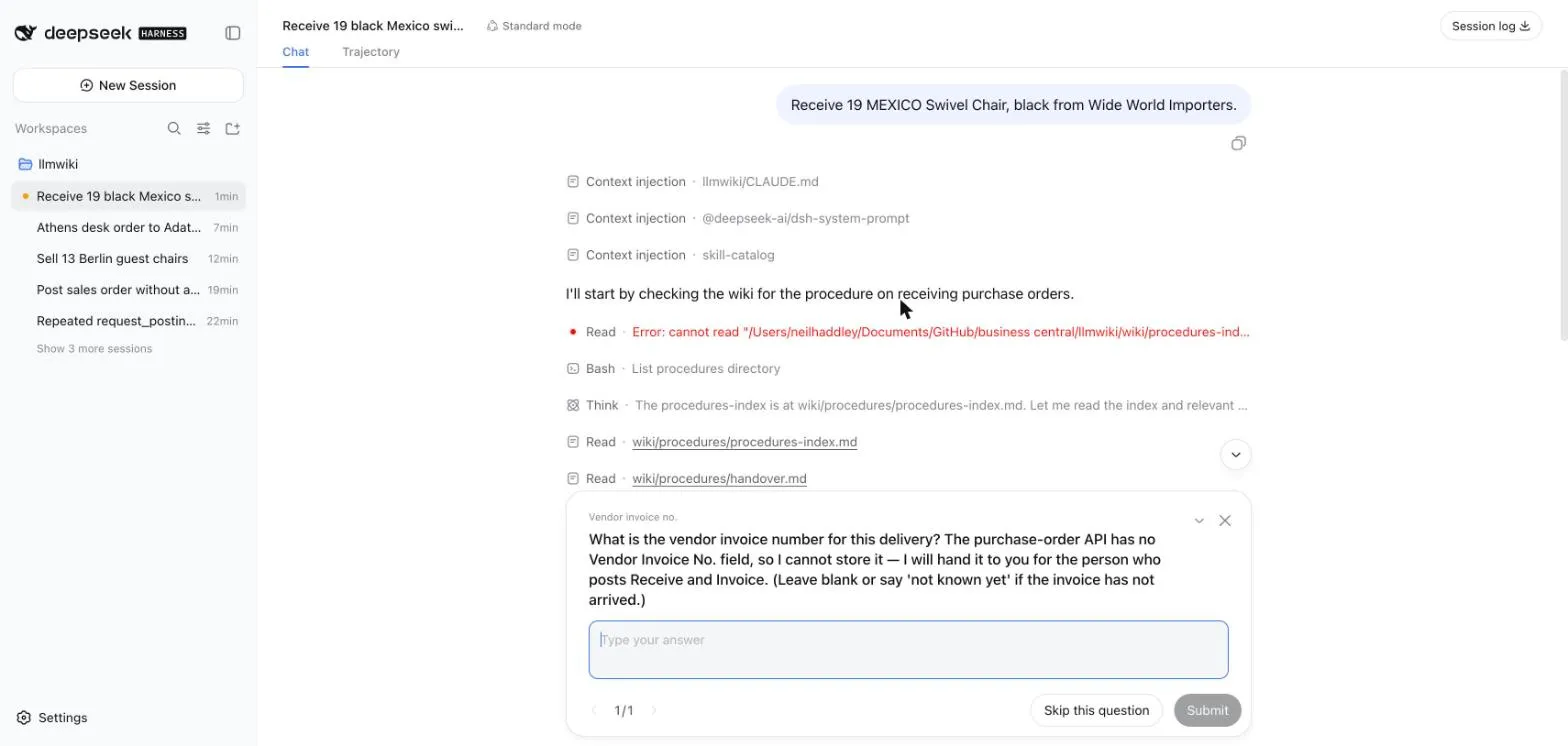 deepseek HARNESS
New Session
Workspaces
llmwiki
Receive 19 black Mexico s... 1min
Athens desk order to Adat... 7min
Sell 13 Berlin guest chairs 12min
Post sales order without a... 19min
Repeated request_postin... 22min
Show 3 more sessions
Settings
Receive 19 black Mexico swi... Standard mode
Session log
Chat Trajectory
Receive 19 MEXICO Swivel Chair, black from Wide World Importers.
Context injection · llmwiki/CLAUDE.md
Context injection · @deepseek-ai/dsh-system-prompt
Context injection · skill-catalog
I'll start by checking the wiki for the procedure on receiving purchase orders.
Read · Error: cannot read "/Users/neilhaddley/Documents/GitHub/business central/llmwiki/wiki/procedures-ind...
Bash · List procedures directory
Think · The procedures-index is at wiki/procedures/procedures-index.md. Let me read the index and relevant ...
Read · wiki/procedures/procedures-index.md
Read · wiki/procedures/handover.md
Vendor invoice no.
What is the vendor invoice number for this delivery? The purchase-order API has no
Vendor Invoice No. field, so I cannot store it — I will hand it to you for the person who
posts Receive and Invoice. (Leave blank or say 'not known yet' if the invoice has not
arrived.)
Type your answer
1/1
Skip this question
Submit